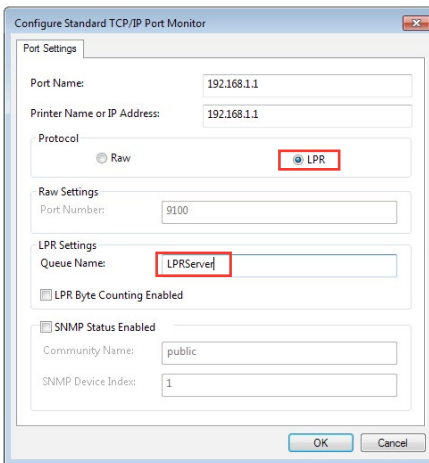 Configure Standard TCP/IP Port Monitor
Port Settings
Port Name: 192.168.1.1
Printer Name or IP Address: 192.168.1.1
Protocol
Raw LPR
Raw Settings
Port Number: 9100
LPR Settings
Queue Name: LPRServer
LPR Byte Counting Enabled
SNMP Status Enabled
Community Name: public
SNMP Device Index: 1
OK Cancel